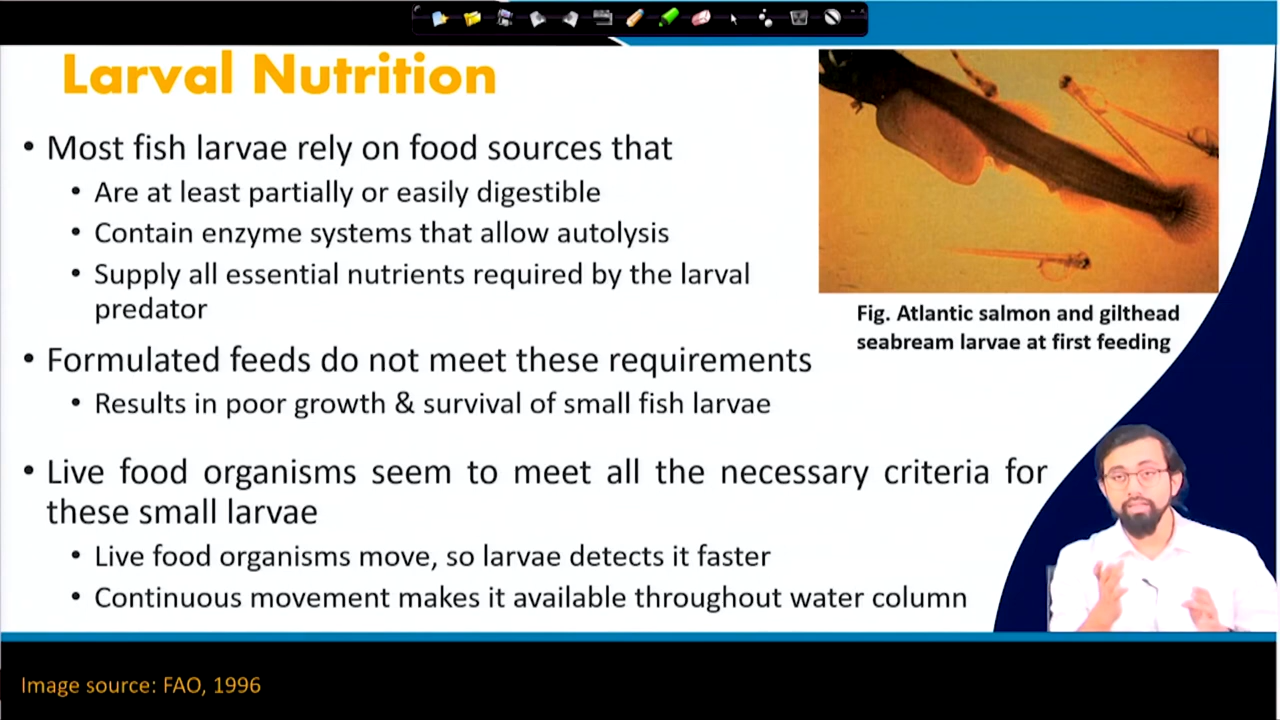 Larval Nutrition
• Most fish larvae rely on food sources that
• Are at least partially or easily digestible
• Contain enzyme systems that allow autolysis
• Supply all essential nutrients required by the larval
predator
• Formulated feeds do not meet these requirements
• Results in poor growth & survival of small fish larvae
• Live food organisms seem to meet all the necessary criteria for
these small larvae
• Live food organisms move, so larvae detects it faster
• Continuous movement makes it available throughout water column
Fig. Atlantic salmon and gilthead
seabream larvae at first feeding
Image source: FAO, 1996